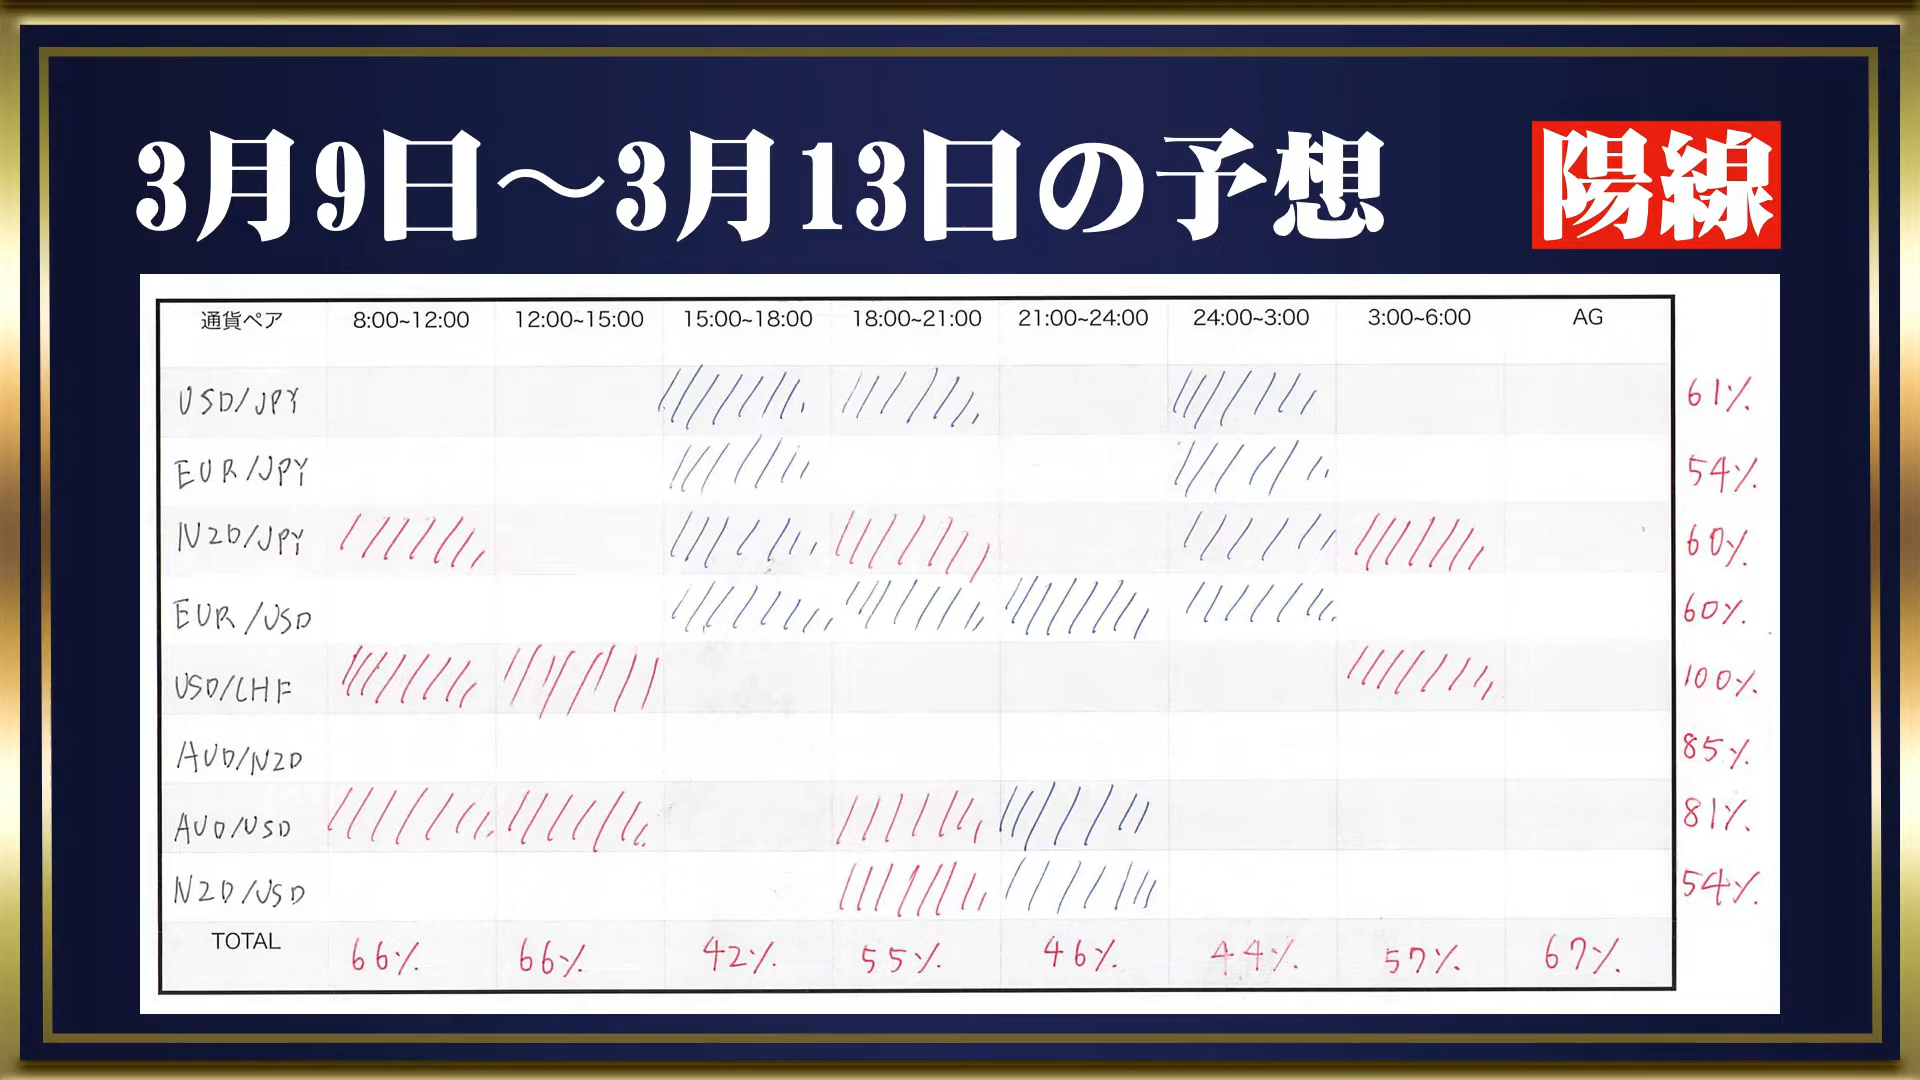 3月9日〜3月13日の予想 陽線
通貨ペア 8:00~12:00 12:00~15:00 15:00~18:00 18:00~21:00 21:00~24:00 24:00~3:00 3:00~6:00 AG
USD/JPY 61%
EUR/JPY 54%
NZD/JPY 60%
EUR/USD 60%
USD/CHF 100%
AUD/NZD 85%
AUD/USD 81%
NZD/USD 54%
TOTAL 66% 66% 42% 55% 46% 44% 57% 67%